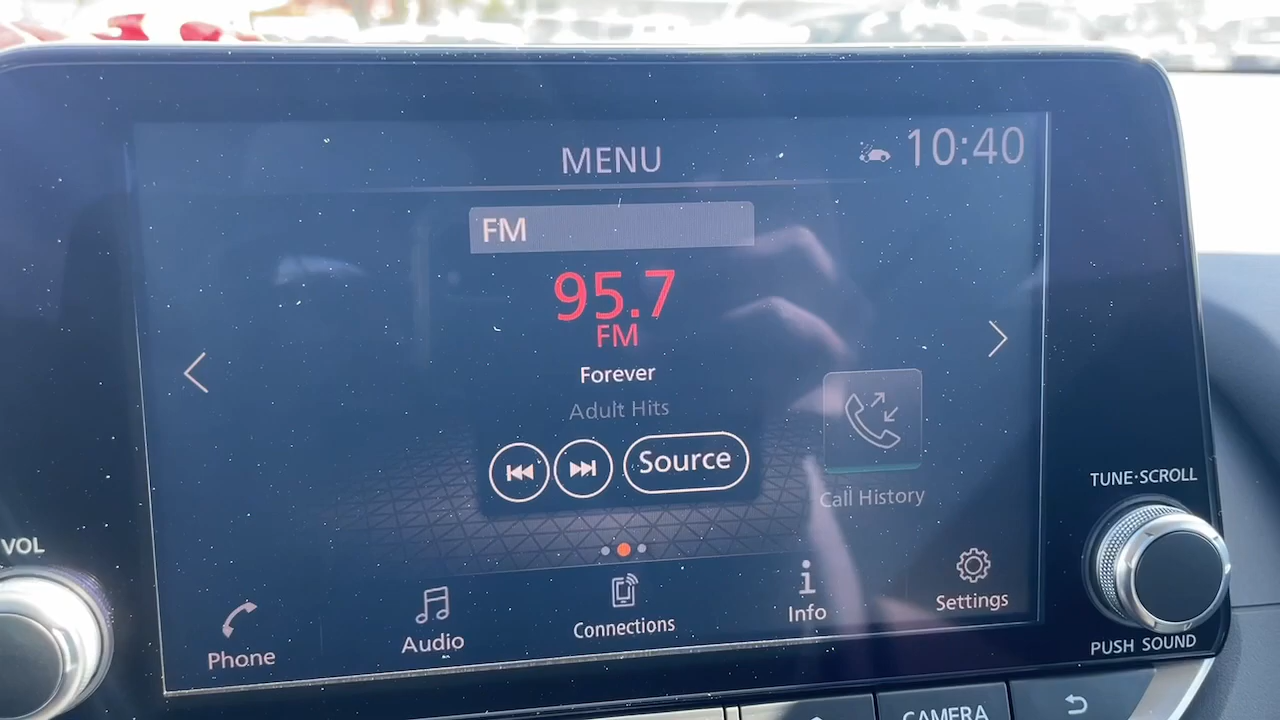 MENU
10:40
FM
95.7
FM
Forever
Adult Hits
Source
Call History
Phone
Audio
Connections
Info
Settings
VOL
TUNE·SCROLL
PUSH SOUND
CAMERA